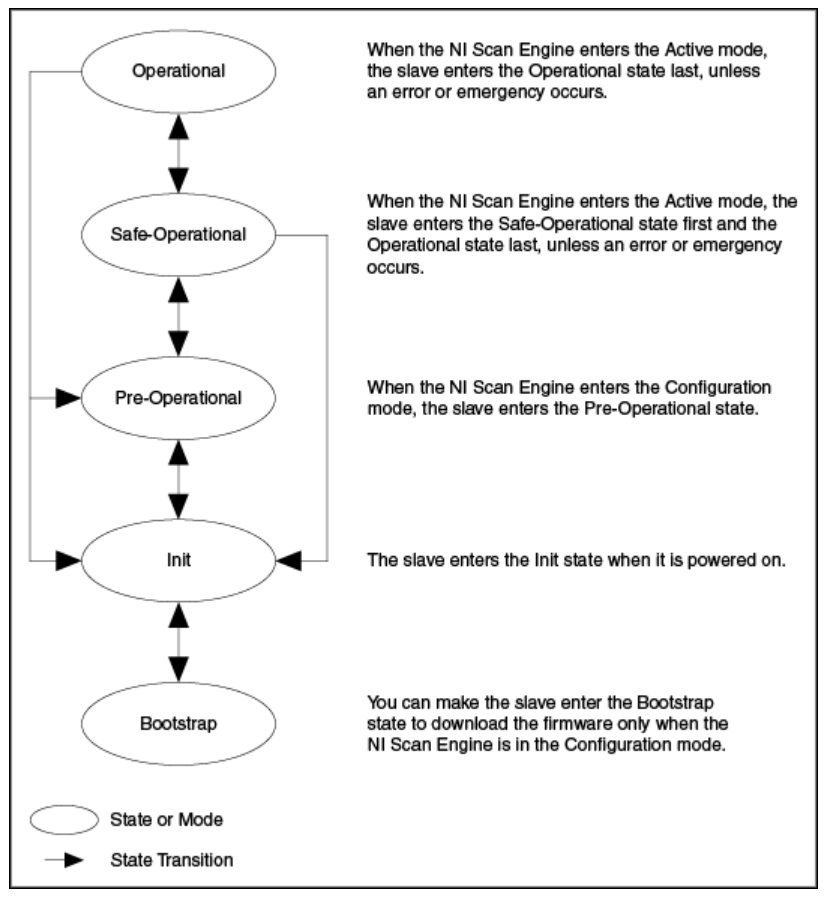 Operational
When the NI Scan Engine enters the Active mode,
the slave enters the Operational state last, unless
an error or emergency occurs.
Safe-Operational
When the NI Scan Engine enters the Active mode, the
slave enters the Safe-Operational state first and the
Operational state last, unless an error or emergency
occurs.
Pre-Operational
When the NI Scan Engine enters the Configuration
mode, the slave enters the Pre-Operational state.
Init
The slave enters the Init state when it is powered on.
Bootstrap
You can make the slave enter the Bootstrap
state to download the firmware only when the
NI Scan Engine is in the Configuration mode.
State or Mode
State Transition